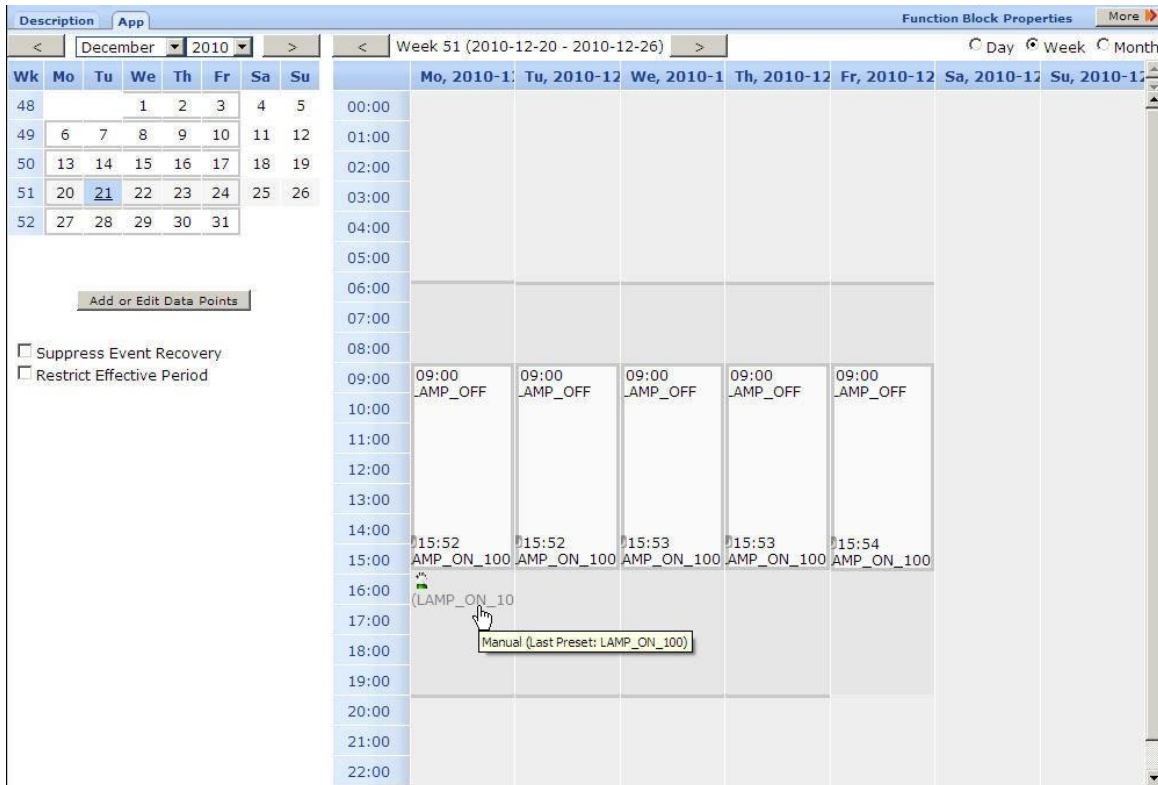 Description App Function Block Properties More
< December 2010 > < Week 51 (2010-12-20 - 2010-12-26) > Day Week Month
Wk Mo Tu We Th Fr Sa Su
48 1 2 3 4 5
49 6 7 8 9 10 11 12
50 13 14 15 16 17 18 19
51 20 21 22 23 24 25 26
52 27 28 29 30 31
Add or Edit Data Points
Suppress Event Recovery
Restrict Effective Period
Mo, 2010-1 Tu, 2010-12 We, 2010-1 Th, 2010-12 Fr, 2010-12 Sa, 2010-12 Su, 2010-12
00:00
01:00
02:00
03:00
04:00
05:00
06:00
07:00
08:00
09:00 09:00 09:00 09:00 09:00 09:00
LAMP_OFF LAMP_OFF LAMP_OFF LAMP_OFF LAMP_OFF
10:00
11:00
12:00
13:00
14:00
15:52 15:52 15:53 15:53 15:54
15:00 AMP_ON_100 AMP_ON_100 AMP_ON_100 AMP_ON_100 AMP_ON_100
16:00
(LAMP_ON_10
17:00
Manual (Last Preset: LAMP_ON_100)
18:00
19:00
20:00
21:00
22:00